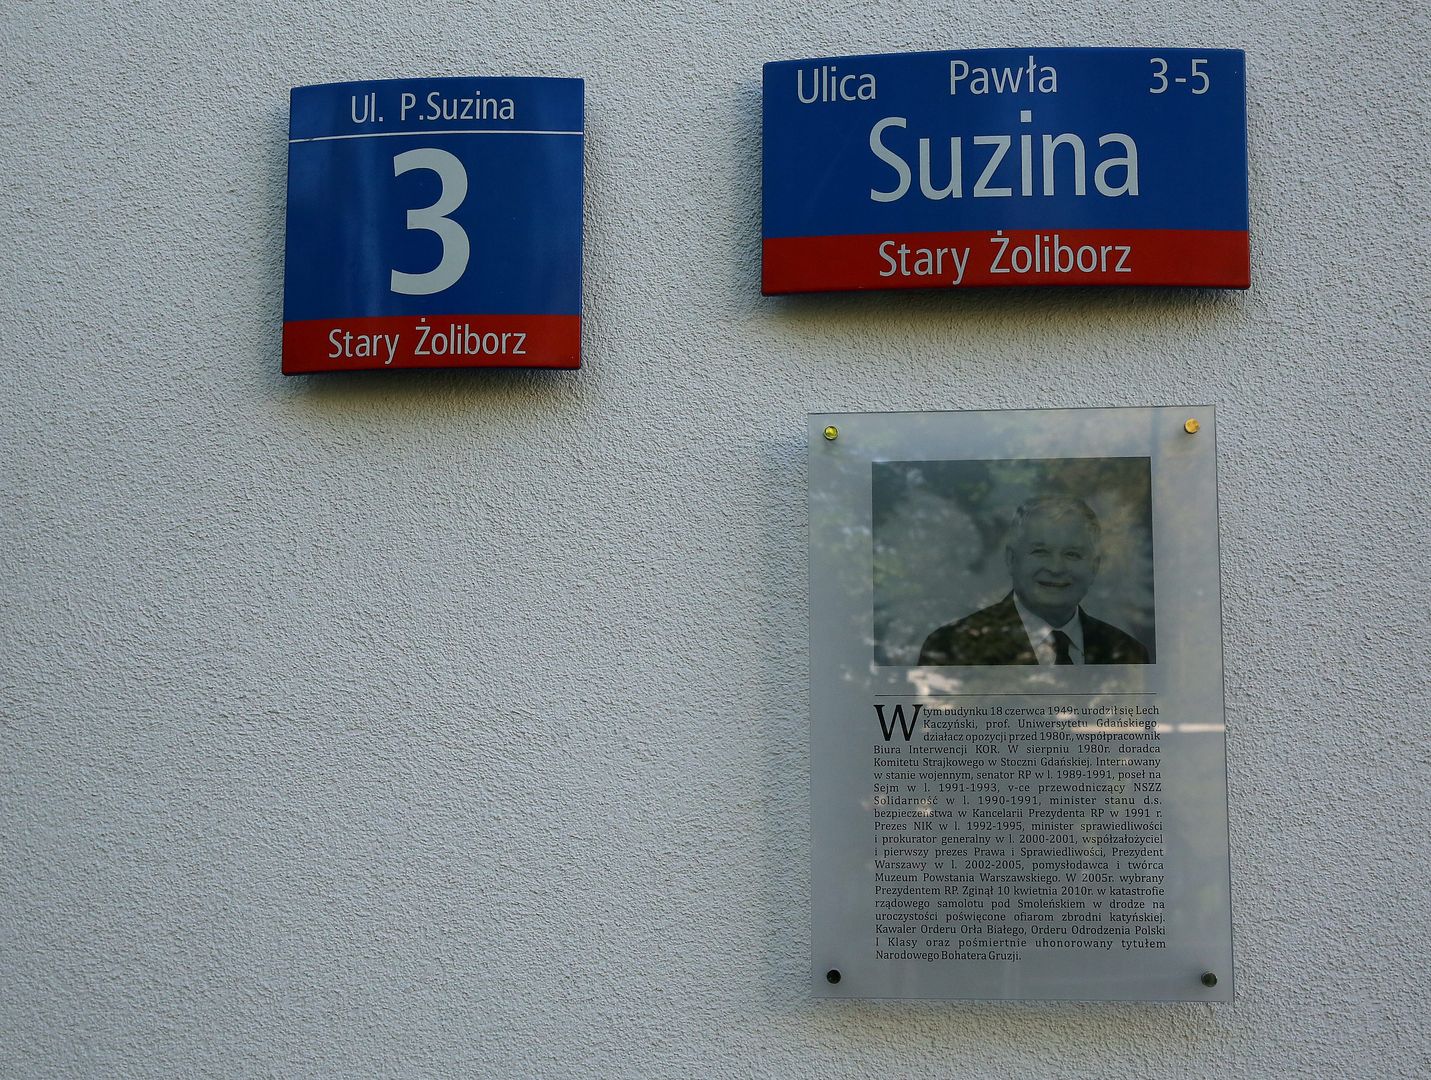 Ul. P.Suzina
3
Stary Żoliborz
Ulica Pawła 3-5
Suzina
Stary Żoliborz
W tym budynku 18 czerwca 1949r. urodził się Lech
Kaczyński, prof. Uniwersytetu Gdańskiego,
działacz opozycji przed 1980r., współpracownik
Biura Interwencji KOR. W sierpniu 1980r. doradca
Komitetu Strajkowego w Stoczni Gdańskiej. Internowany
w stanie wojennym, senator RP w l. 1989-1991, poseł na
Sejm w l. 1991-1993, v-ce przewodniczący NSZZ
Solidarność w l. 1990-1991, minister stanu d.s.
bezpieczeństwa w Kancelarii Prezydenta RP w 1991 r.
Prezes NIK w l. 1992-1995, minister sprawiedliwości
i prokurator generalny w l. 2000-2001, współzałożyciel
i pierwszy prezes Prawa i Sprawiedliwości, Prezydent
Warszawy w l. 2002-2005, pomysłodawca i twórca
Muzeum Powstania Warszawskiego. W 2005r. wybrany
Prezydentem RP. Zginął 10 kwietnia 2010r. w katastrofie
rządowego samolotu pod Smoleńskiem w drodze na
uroczystości poświęcone ofiarom zbrodni katyńskiej.
Kawaler Orderu Orła Białego, Orderu Odrodzenia Polski
I Klasy oraz pośmiertnie uhonorowany tytułem
Narodowego Bohatera Gruzji.